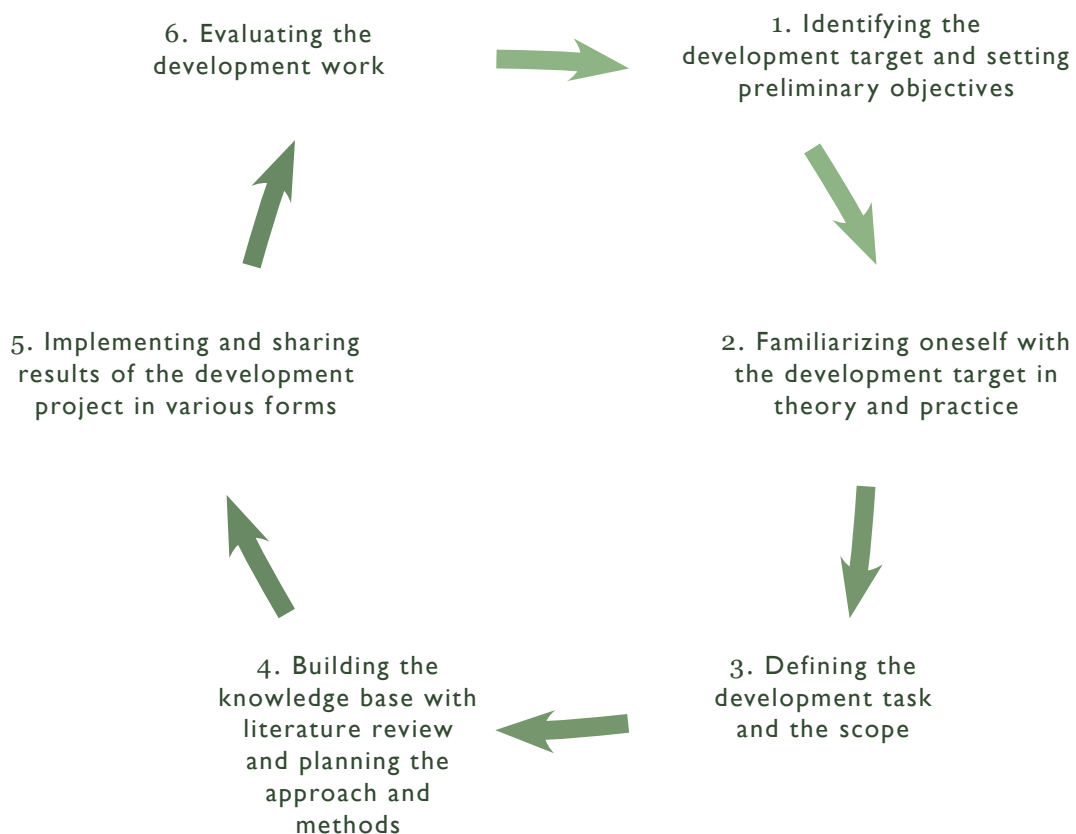 1. Identifying the
development target and setting
preliminary objectives
2. Familiarizing oneself with
the development target in
theory and practice
3. Defining the
development task
and the scope
4. Building the
knowledge base with
literature review
and planning the
approach and
methods
5. Implementing and sharing
results of the development
project in various forms
6. Evaluating the
development work